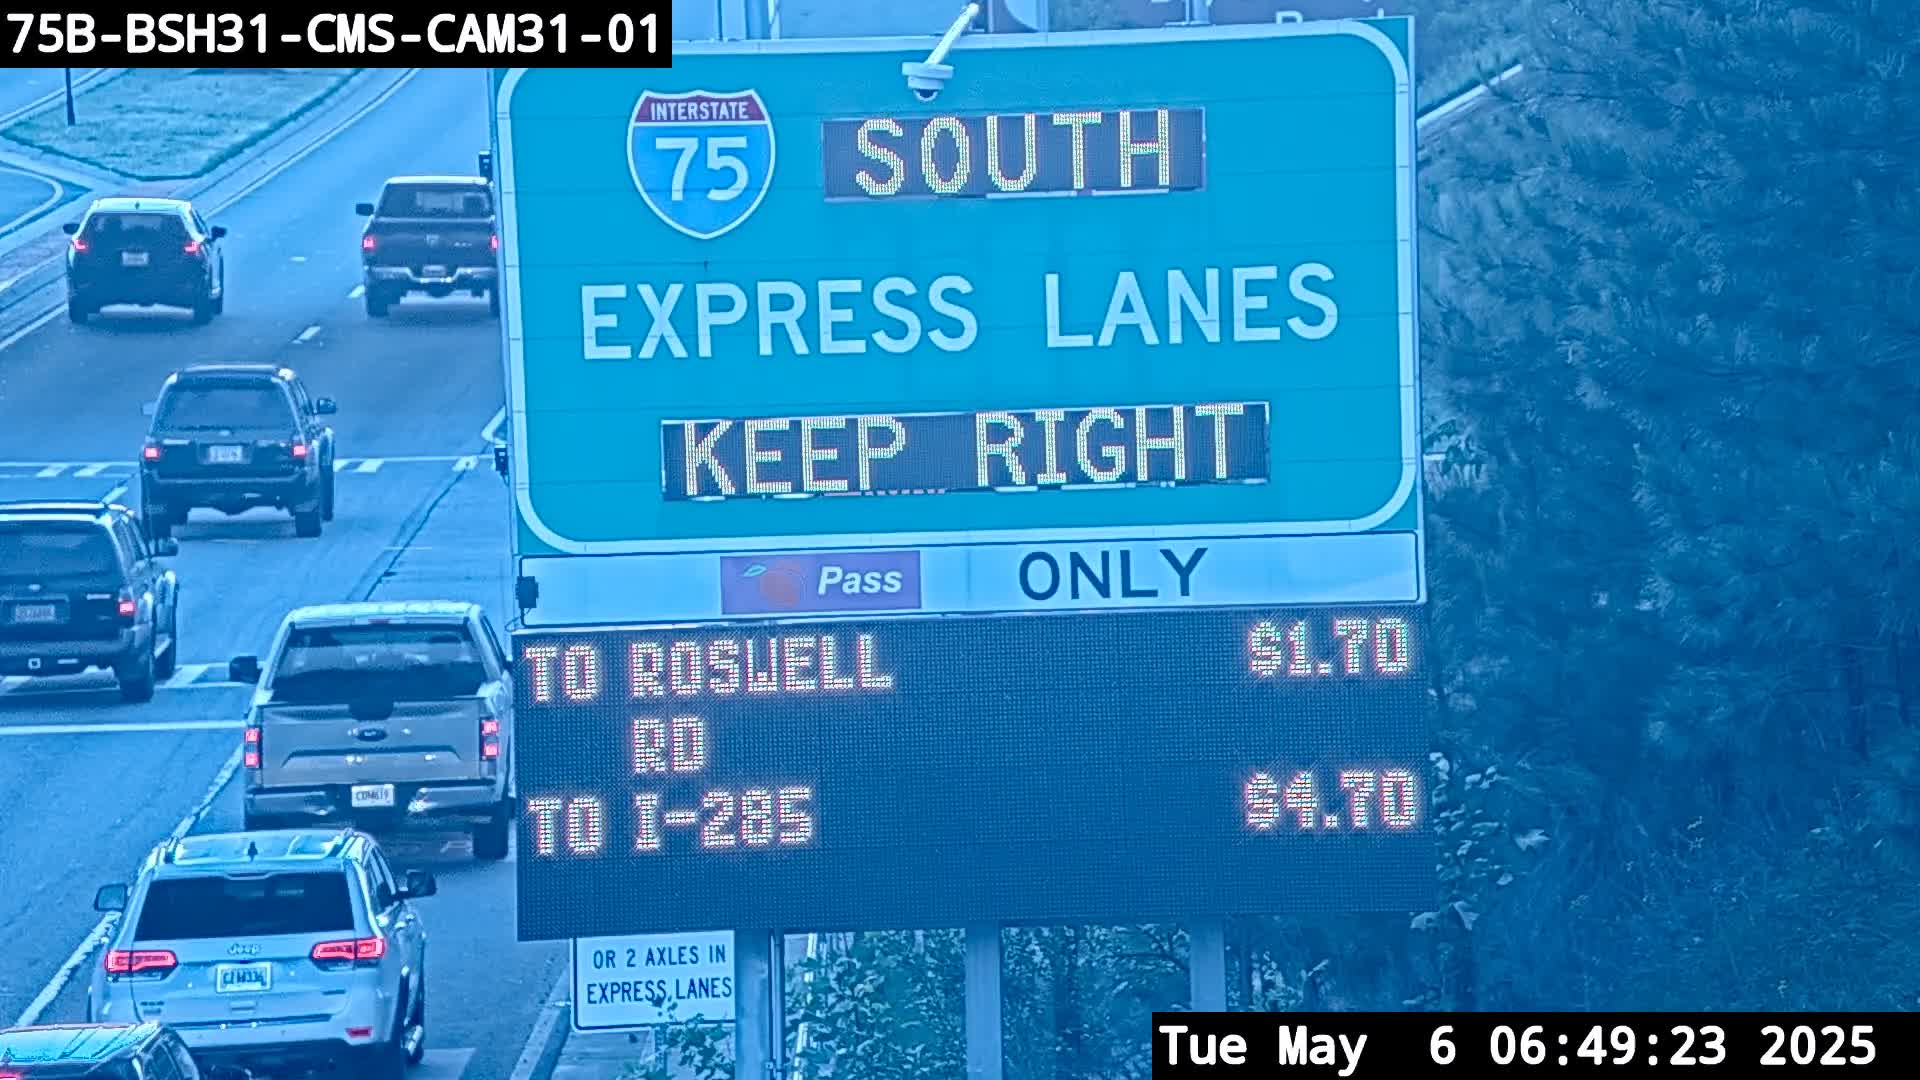 75B-BSH31-CMS-CAM31-01
INTERSTATE
75
SOUTH
EXPRESS LANES
KEEP RIGHT
Pass ONLY
TO ROSWELL $1.70
RD
TO I-285 $4.70
OR 2 AXLES IN
EXPRESS LANES
Jeep
Tue May 6 06:49:23 2025